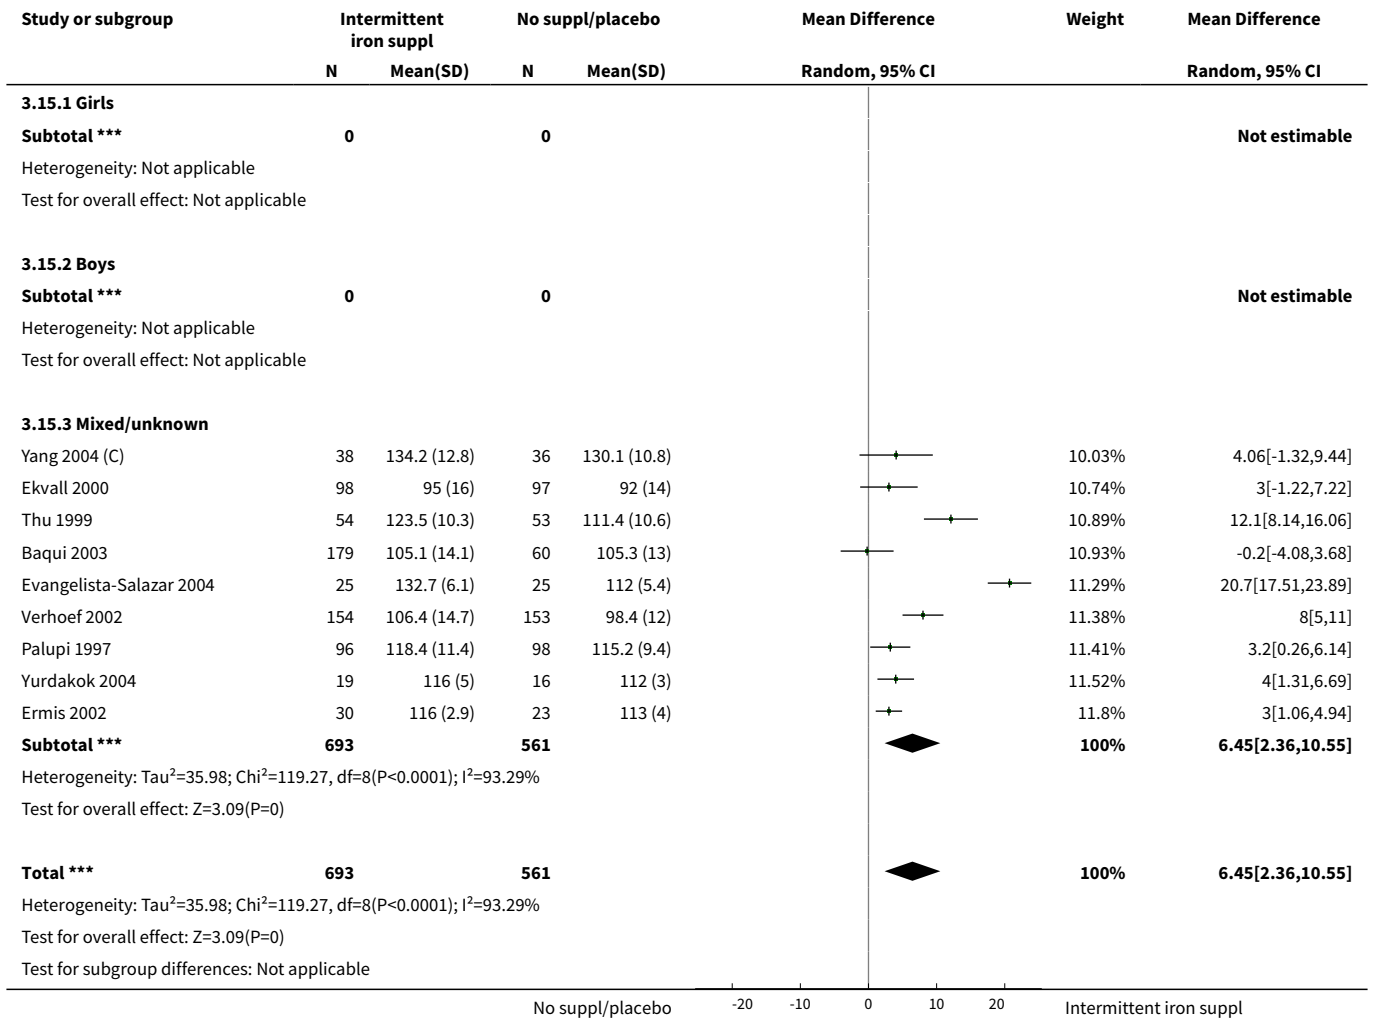 Study or subgroup Intermittent iron suppl No suppl/placebo Mean Difference Weight Mean Difference
N Mean(SD) N Mean(SD) Random, 95% CI Random, 95% CI
3.15.1 Girls
Subtotal *** 0 0 Not estimable
Heterogeneity: Not applicable
Test for overall effect: Not applicable
3.15.2 Boys
Subtotal *** 0 0 Not estimable
Heterogeneity: Not applicable
Test for overall effect: Not applicable
3.15.3 Mixed/unknown
Yang 2004 (C) 38 134.2 (12.8) 36 130.1 (10.8) 10.03% 4.06[-1.32,9.44]
Ekvall 2000 98 95 (16) 97 92 (14) 10.74% 3[-1.22,7.22]
Thu 1999 54 123.5 (10.3) 53 111.4 (10.6) 10.89% 12.1[8.14,16.06]
Baqui 2003 179 105.1 (14.1) 60 105.3 (13) 10.93% -0.2[-4.08,3.68]
Evangelista-Salazar 2004 25 132.7 (6.1) 25 112 (5.4) 11.29% 20.7[17.51,23.89]
Verhoef 2002 154 106.4 (14.7) 153 98.4 (12) 11.38% 8[5,11]
Palupi 1997 96 118.4 (11.4) 98 115.2 (9.4) 11.41% 3.2[0.26,6.14]
Yurdakok 2004 19 116 (5) 16 112 (3) 11.52% 4[1.31,6.69]
Ermis 2002 30 116 (2.9) 23 113 (4) 11.8% 3[1.06,4.94]
Subtotal *** 693 561 100% 6.45[2.36,10.55]
Heterogeneity: Tau²=35.98; Chi²=119.27, df=8(P<0.0001); I²=93.29%
Test for overall effect: Z=3.09(P=0)
Total *** 693 561 100% 6.45[2.36,10.55]
Heterogeneity: Tau²=35.98; Chi²=119.27, df=8(P<0.0001); I²=93.29%
Test for overall effect: Z=3.09(P=0)
Test for subgroup differences: Not applicable
No suppl/placebo -20 -10 0 10 20 Intermittent iron suppl